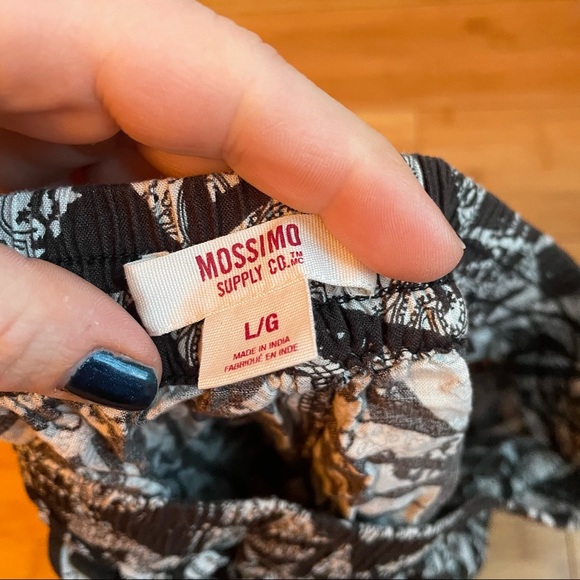 MOSSIMO
SUPPLY CO.™ MC
L/G
MADE IN INDIA
FABRIQUÉ EN INDE